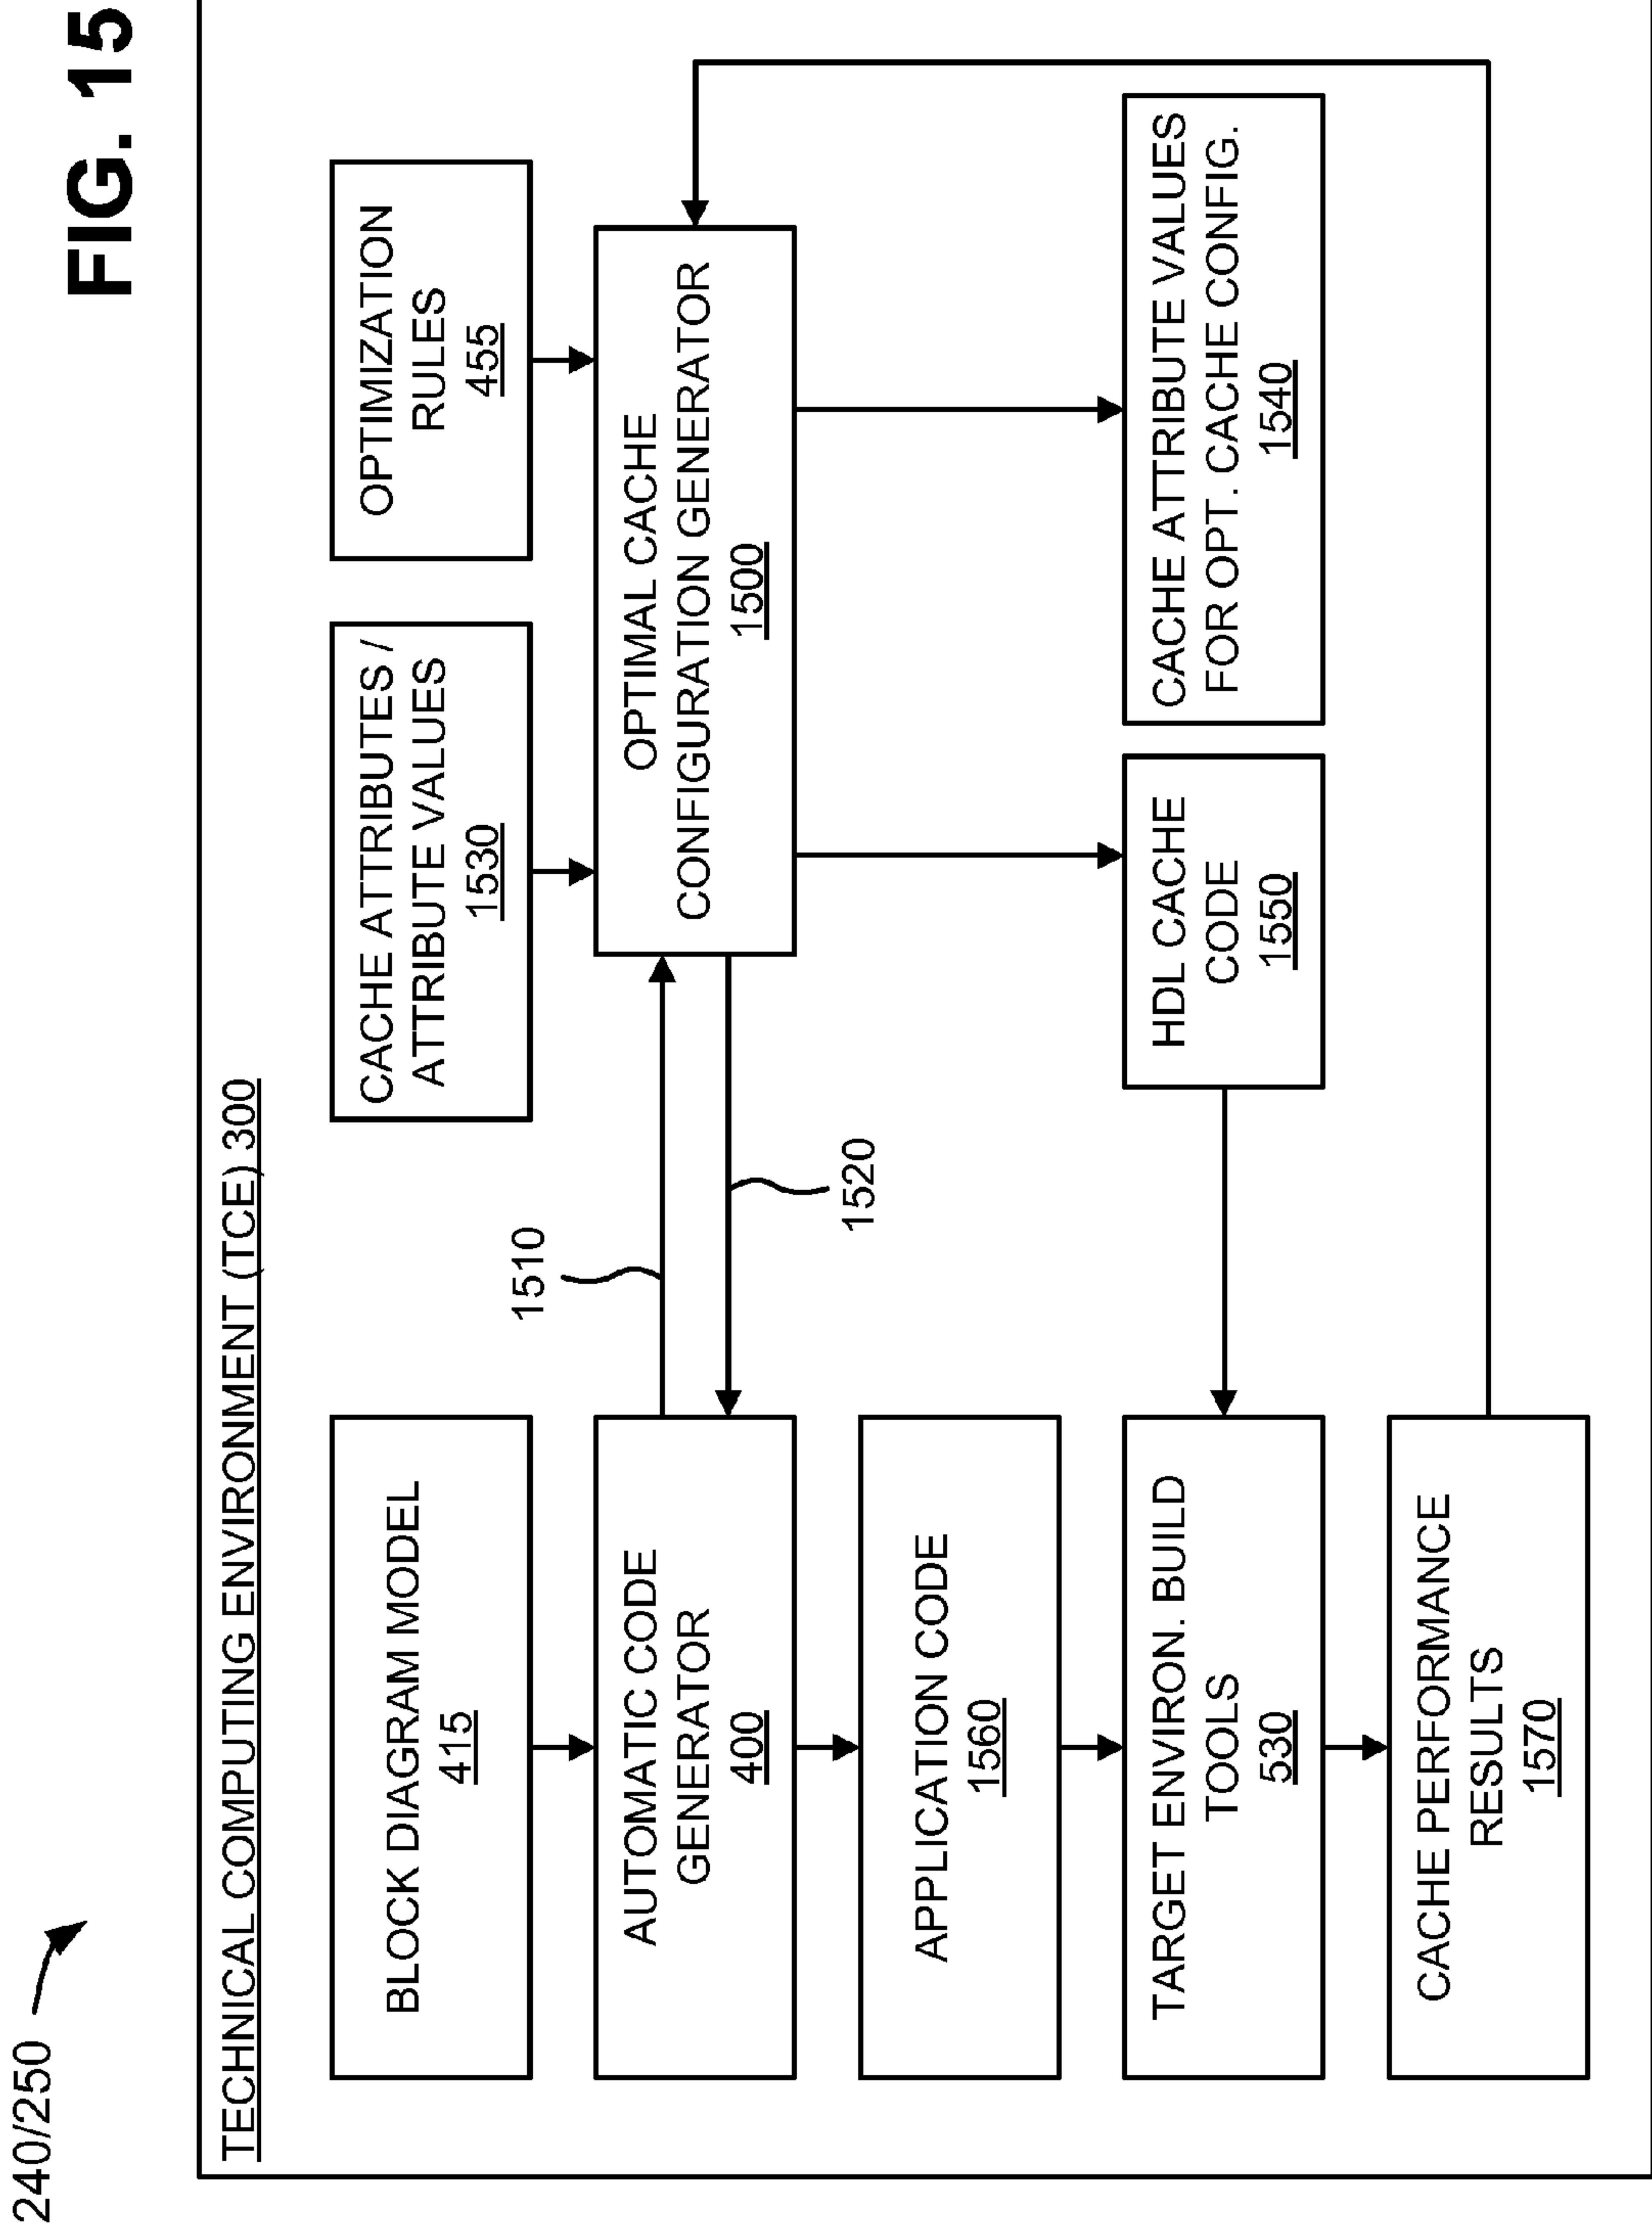 240/250
FIG. 15
TECHNICAL COMPUTING ENVIRONMENT (TCE) 300
BLOCK DIAGRAM MODEL
415
CACHE ATTRIBUTES /
ATTRIBUTE VALUES
1530
OPTIMIZATION
RULES
455
1510
AUTOMATIC CODE
GENERATOR
400
OPTIMAL CACHE
CONFIGURATION GENERATOR
1500
1520
APPLICATION CODE
1560
TARGET ENVIRON. BUILD
TOOLS
530
HDL CACHE
CODE
1550
CACHE ATTRIBUTE VALUES
FOR OPT. CACHE CONFIG.
1540
CACHE PERFORMANCE
RESULTS
1570